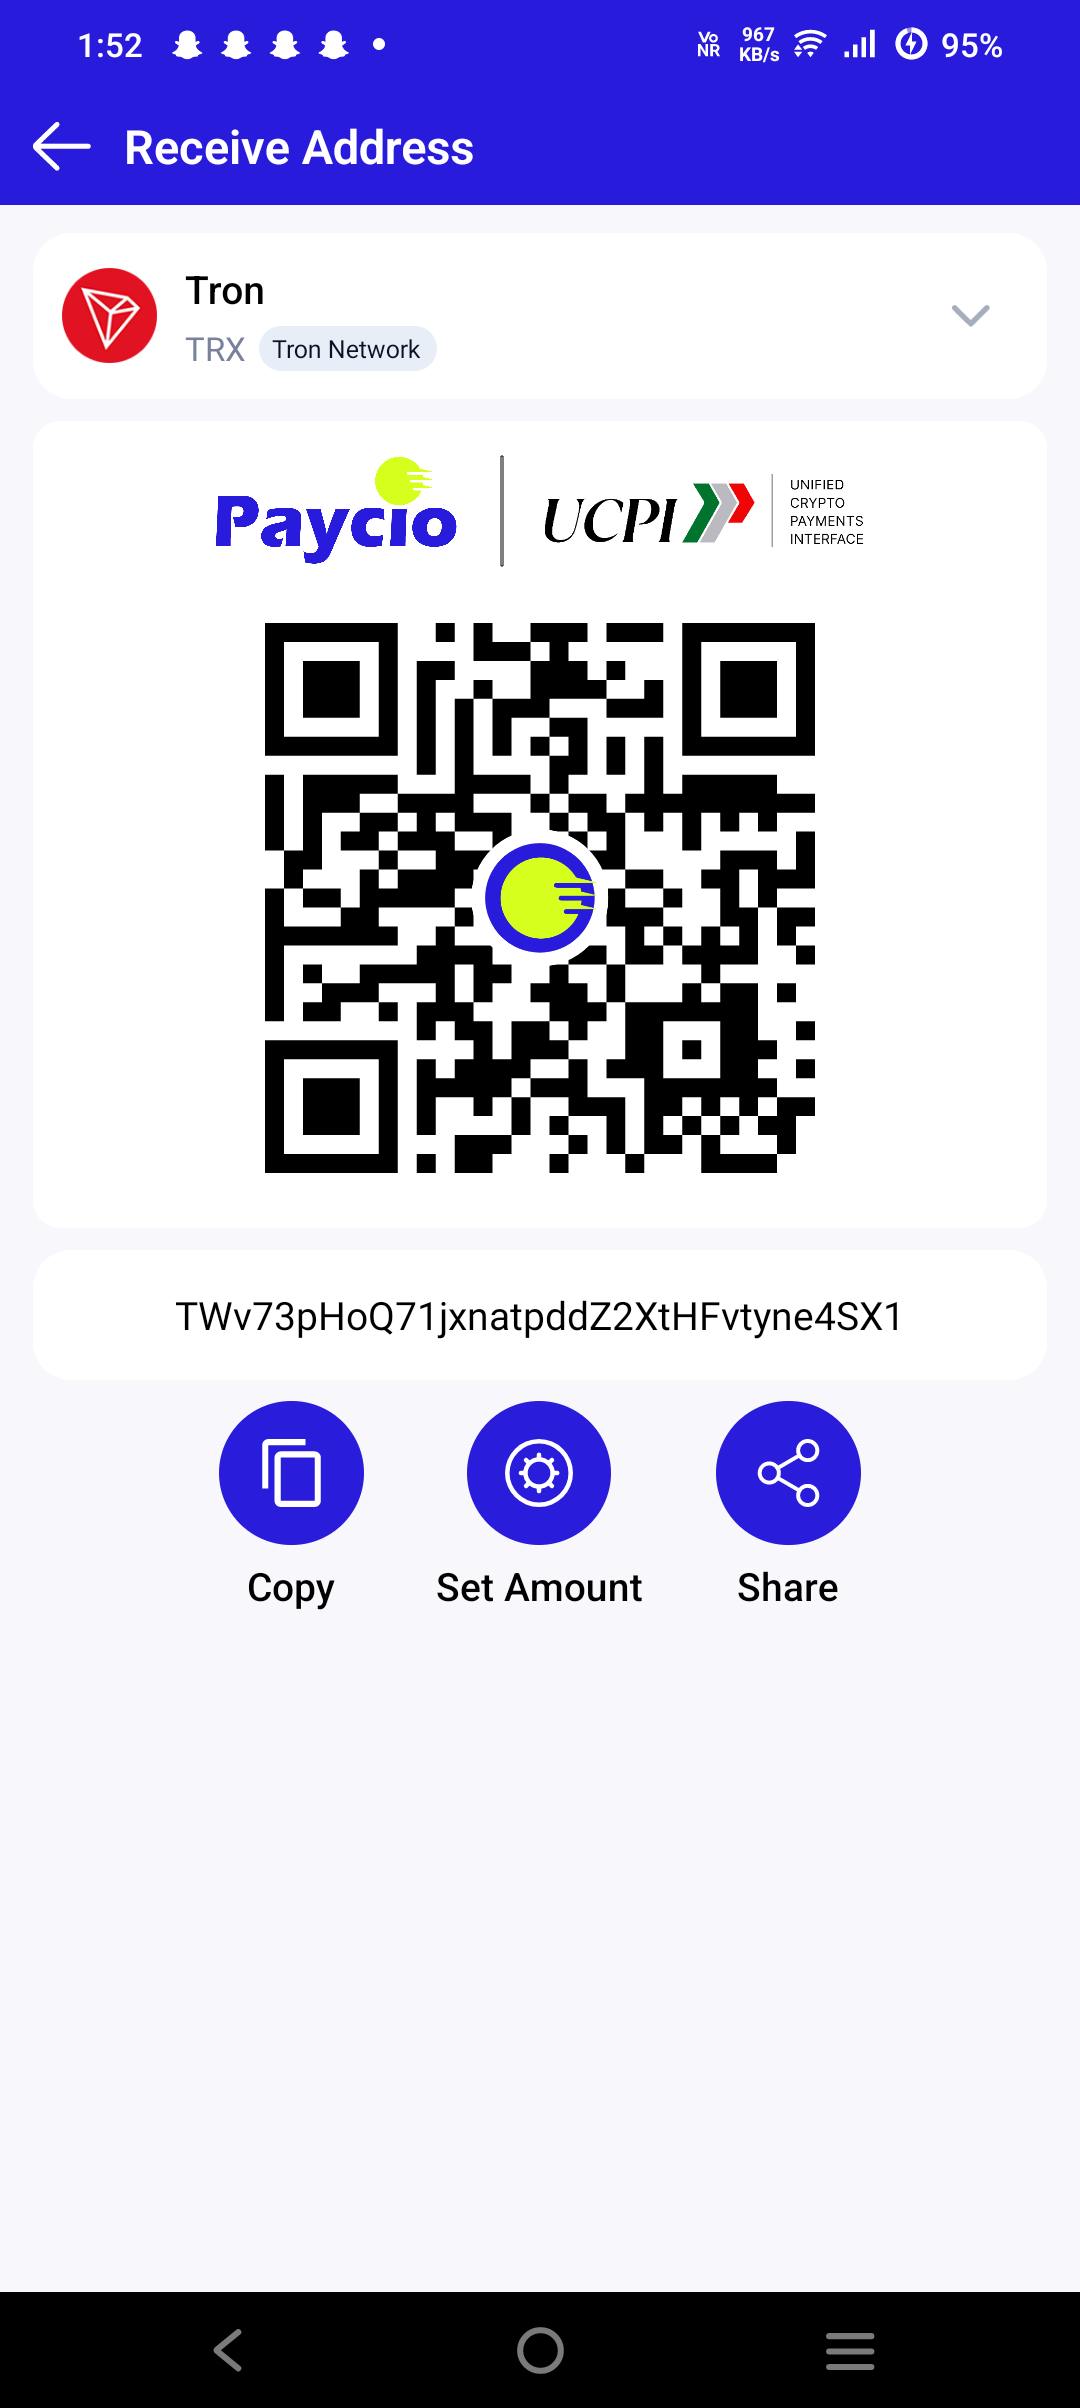 1:52
Vo
NR
967
KB/s
95%
Receive Address
Tron
TRX Tron Network
Paycio
UCPI
UNIFIED
CRYPTO
PAYMENTS
INTERFACE
TWv73pHoQ71jxnatpddZ2XtHFvtyne4SX1
Copy
Set Amount
Share